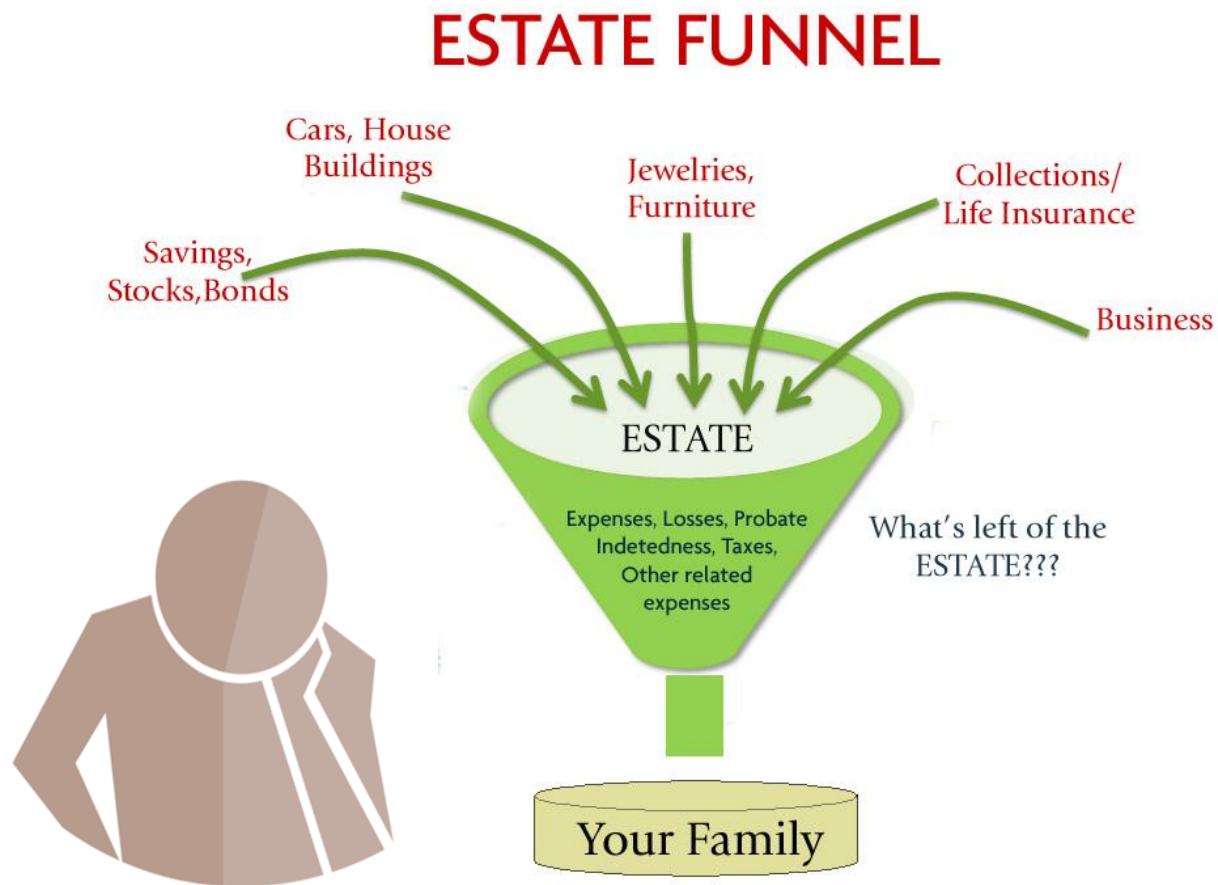 ESTATE FUNNEL
Cars, House
Buildings
Jewelries,
Furniture
Collections/
Life Insurance
Savings,
Stocks,Bonds
Business
ESTATE
Expenses, Losses, Probate
Indetedness, Taxes,
Other related
expenses
What's left of the
ESTATE???
Your Family